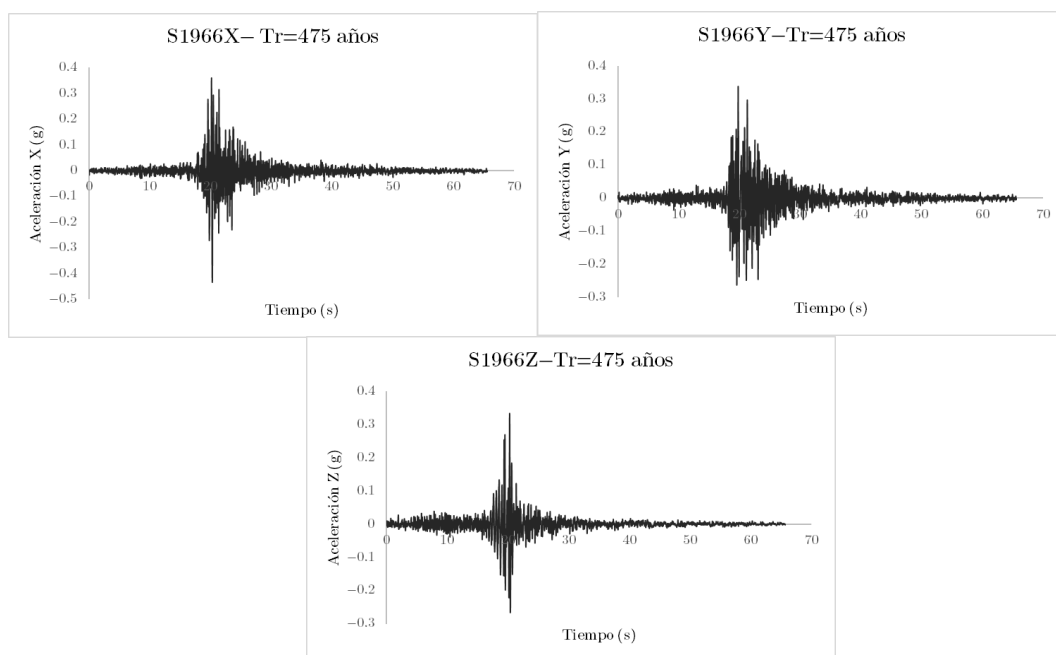 S1966X− Tr=475 años
0.4
0.3
0.2
0.1
0
−0.1
−0.2
−0.3
−0.4
−0.5
0 10 20 30 40 50 60 70
Aceleración X (g)
Tiempo (s)
S1966Y−Tr=475 años
0.4
0.3
0.2
0.1
0
−0.1
−0.2
−0.3
0 10 20 30 40 50 60 70
Aceleración Y (g)
Tiempo (s)
S1966Z−Tr=475 años
0.4
0.3
0.2
0.1
0
−0.1
−0.2
−0.3
0 10 20 30 40 50 60 70
Aceleración Z (g)
Tiempo (s)